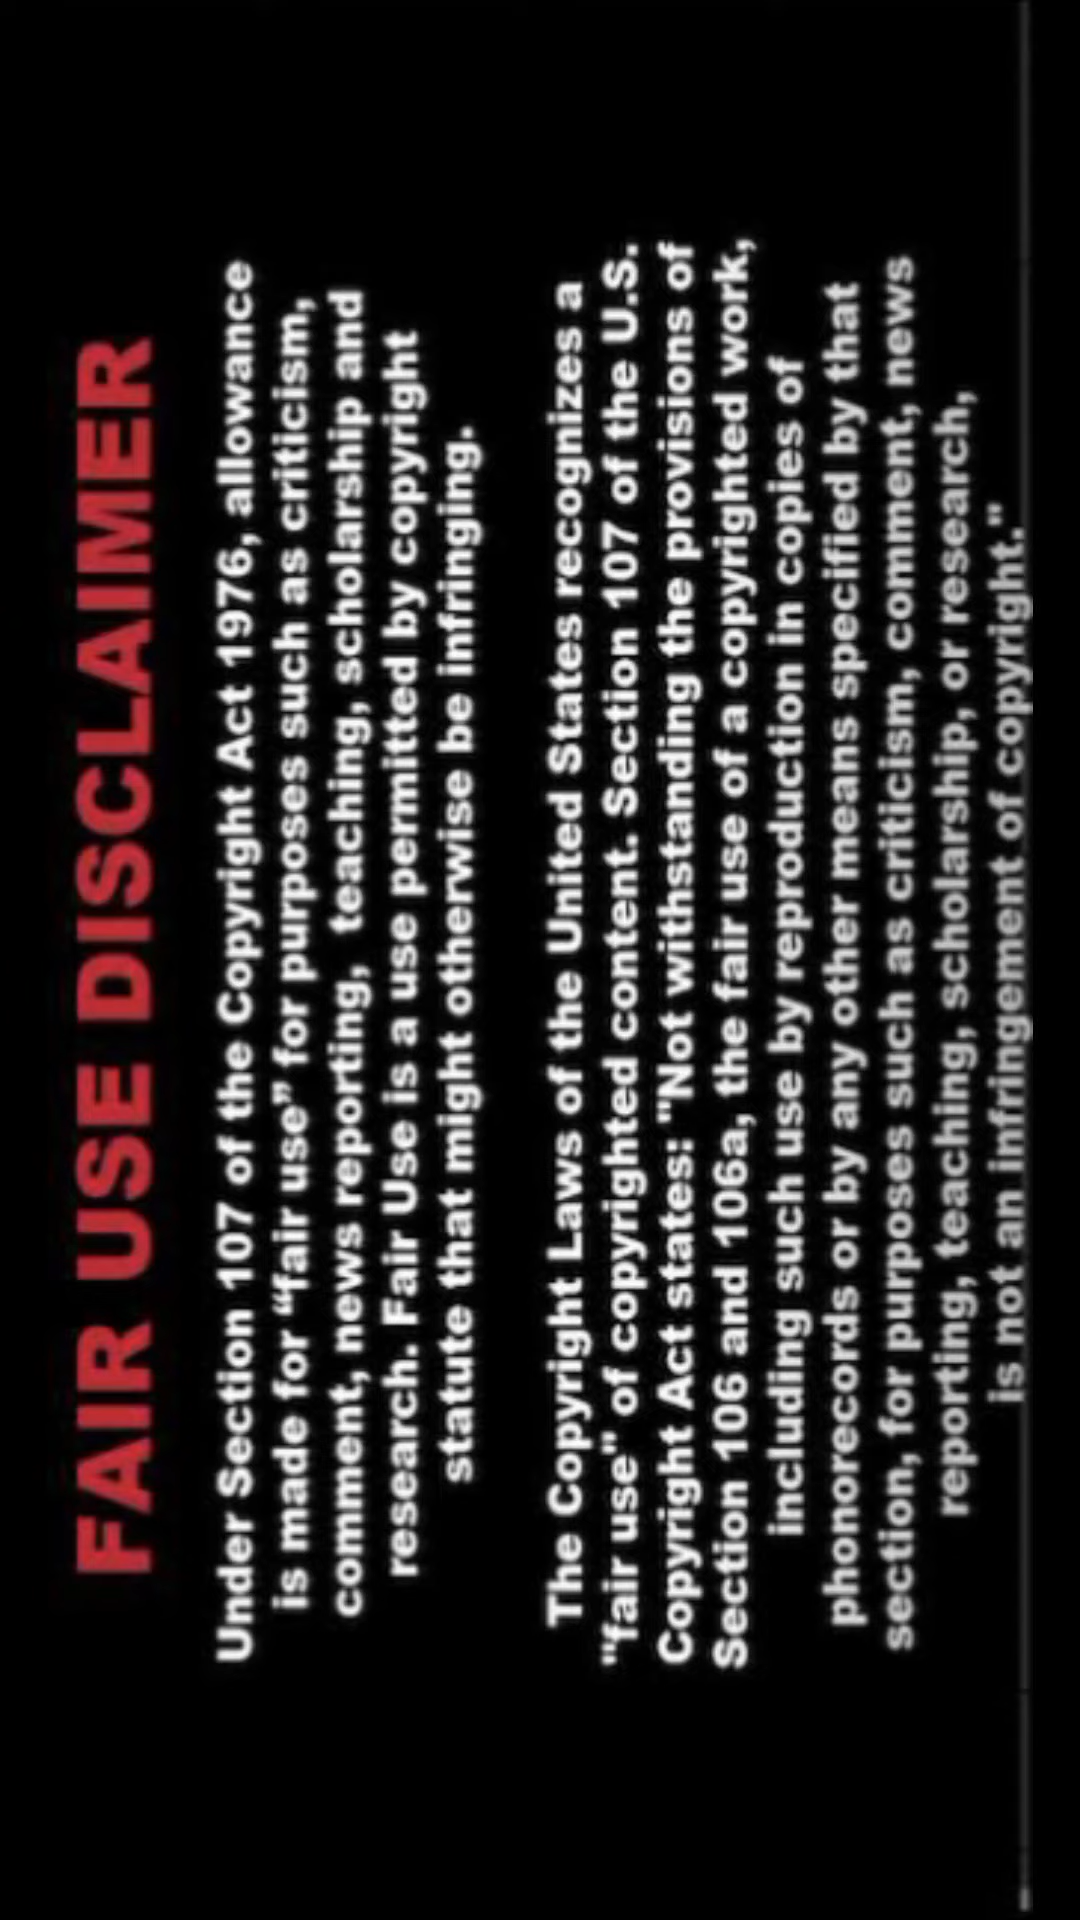 FAIR USE DISCLAIMER
Under Section 107 of the Copyright Act 1976, allowance
is made for “fair use” for purposes such as criticism,
comment, news reporting, teaching, scholarship and
research. Fair Use is a use permitted by copyright
statute that might otherwise be infringing.
The Copyright Laws of the United States recognizes a
"fair use" of copyrighted content. Section 107 of the U.S.
Copyright Act states: "Not withstanding the provisions of
Section 106 and 106a, the fair use of a copyrighted work,
including such use by reproduction in copies of
phonorecords or by any other means specified by that
section, for purposes such as criticism, comment, news
reporting, teaching, scholarship, or research,
is not an infringement of copyright."